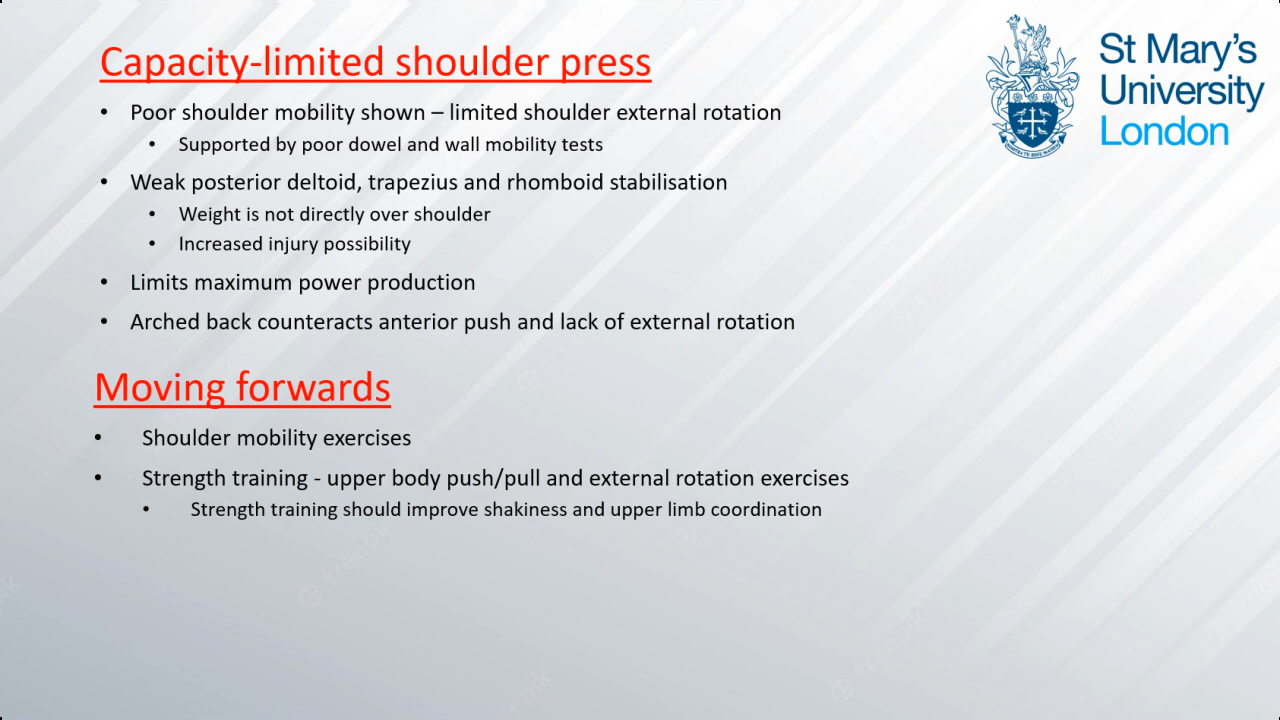 Capacity-limited shoulder press
• Poor shoulder mobility shown – limited shoulder external rotation
• Supported by poor dowel and wall mobility tests
• Weak posterior deltoid, trapezius and rhomboid stabilisation
• Weight is not directly over shoulder
• Increased injury possibility
• Limits maximum power production
• Arched back counteracts anterior push and lack of external rotation
Moving forwards
• Shoulder mobility exercises
• Strength training - upper body push/pull and external rotation exercises
• Strength training should improve shakiness and upper limb coordination
St Mary's
University
London
freepik
freepik